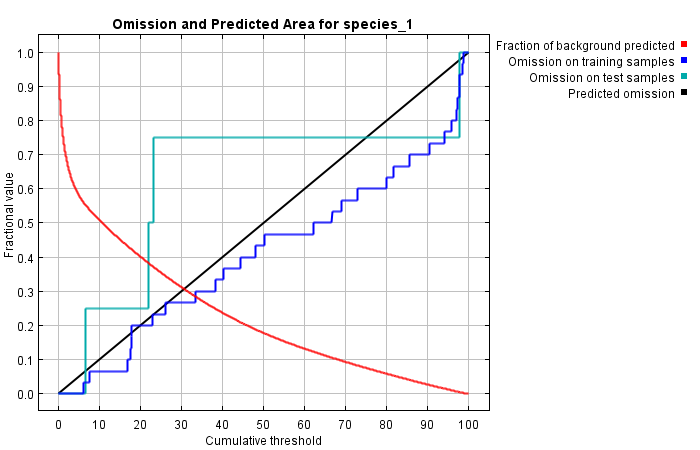 Omission and Predicted Area for species_1
Fraction of background predicted
Omission on training samples
Omission on test samples
Predicted omission
Fractional value
1.0
0.9
0.8
0.7
0.6
0.5
0.4
0.3
0.2
0.1
0.0
0 10 20 30 40 50 60 70 80 90 100
Cumulative threshold